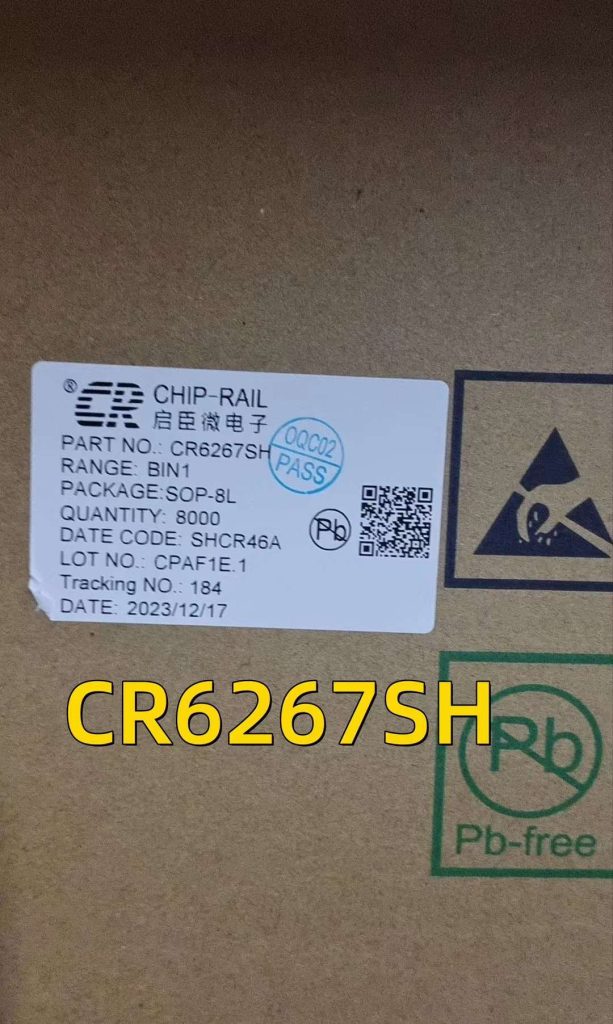 ® CR CHIP-RAIL
启臣微电子
PART NO.: CR6267SH
RANGE: BIN1
PACKAGE:SOP-8L
QUANTITY: 8000
DATE CODE: SHCR46A
LOT NO.: CPAF1E.1
Tracking NO.: 184
DATE: 2023/12/17
OQC02
PASS
Pb
CR6267SH
Pb
Pb-free